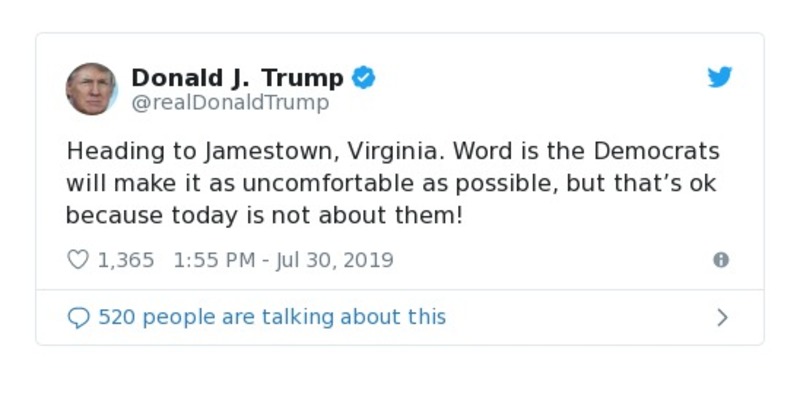 Donald J. Trump
@realDonaldTrump
Heading to Jamestown, Virginia. Word is the Democrats
will make it as uncomfortable as possible, but that’s ok
because today is not about them!
1,365 1:55 PM - Jul 30, 2019
520 people are talking about this